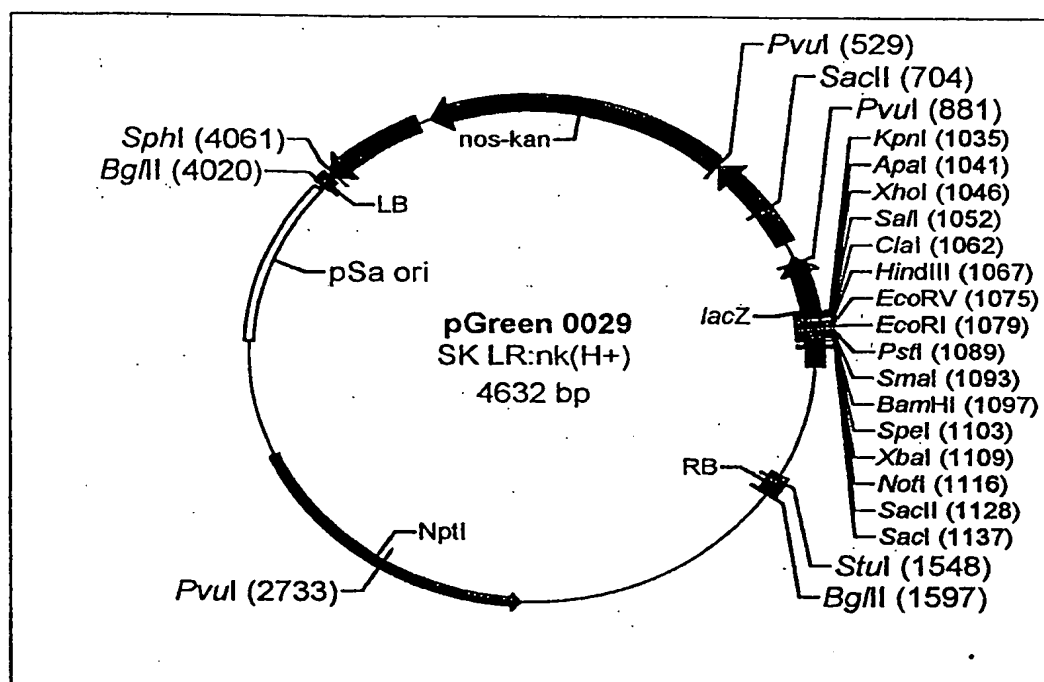 PvuI (529)
SacII (704)
PvuI (881)
KpnI (1035)
ApaI (1041)
XhoI (1046)
SalI (1052)
ClaI (1062)
HindIII (1067)
EcoRV (1075)
EcoRI (1079)
PstI (1089)
SmaI (1093)
BamHI (1097)
SpeI (1103)
XbaI (1109)
NotI (1116)
SacII (1128)
SacI (1137)
StuI (1548)
BglII (1597)
SphI (4061)
BglII (4020)
nos-kan
LB
pSa ori
lacZ
pGreen 0029
SK LR:nk(H+)
4632 bp
RB
NptI
PvuI (2733)